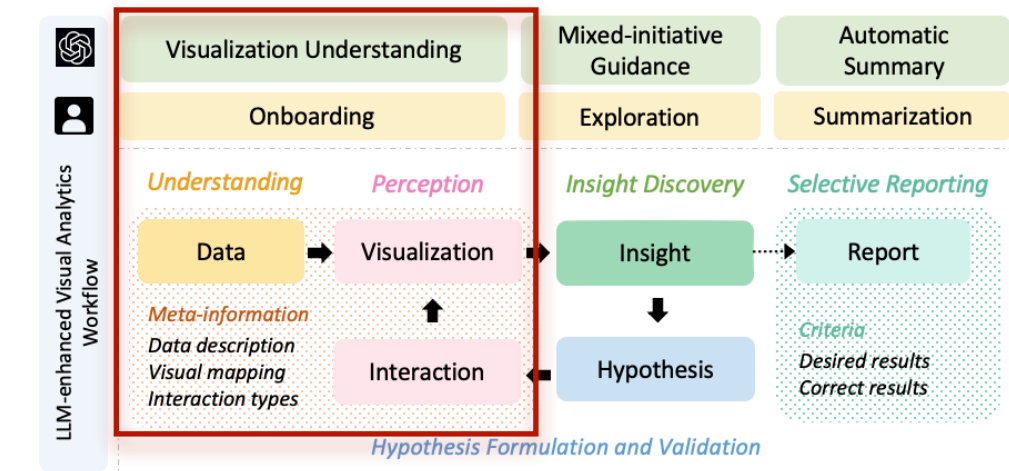 Visualization Understanding
Mixed-initiative
Guidance
Automatic
Summary
Onboarding
Exploration
Summarization
LLM-enhanced Visual Analytics
Workflow
Understanding
Perception
Insight Discovery
Selective Reporting
Data
Visualization
Insight
Report
Meta-information
Data description
Visual mapping
Interaction types
Interaction
Hypothesis
Criteria
Desired results
Correct results
Hypothesis Formulation and Validation